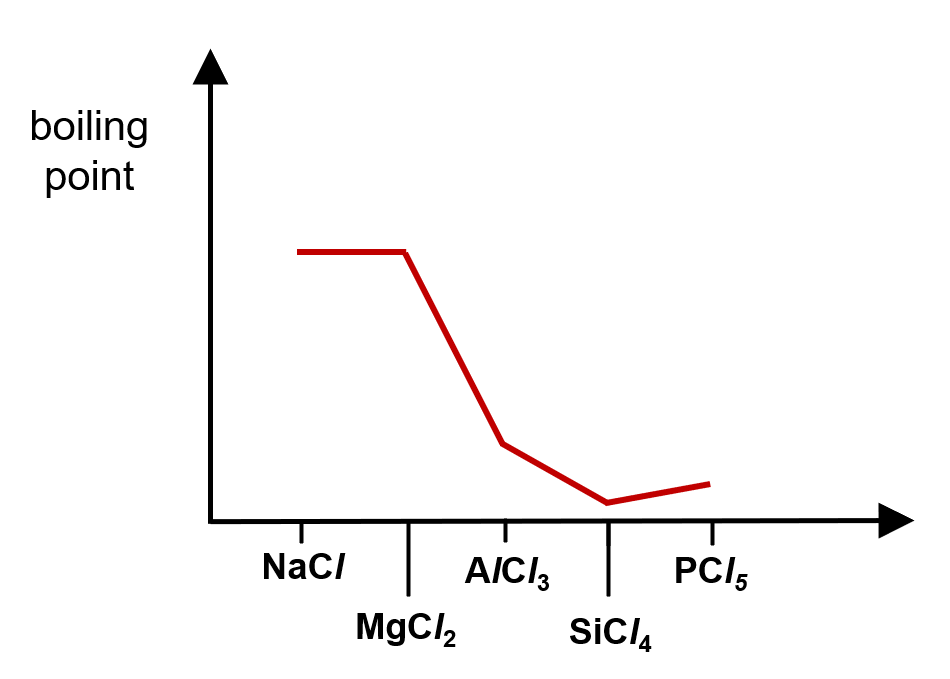 boiling
point
NaCl
MgCl₂
AlCl₃
SiCl₄
PCl₅